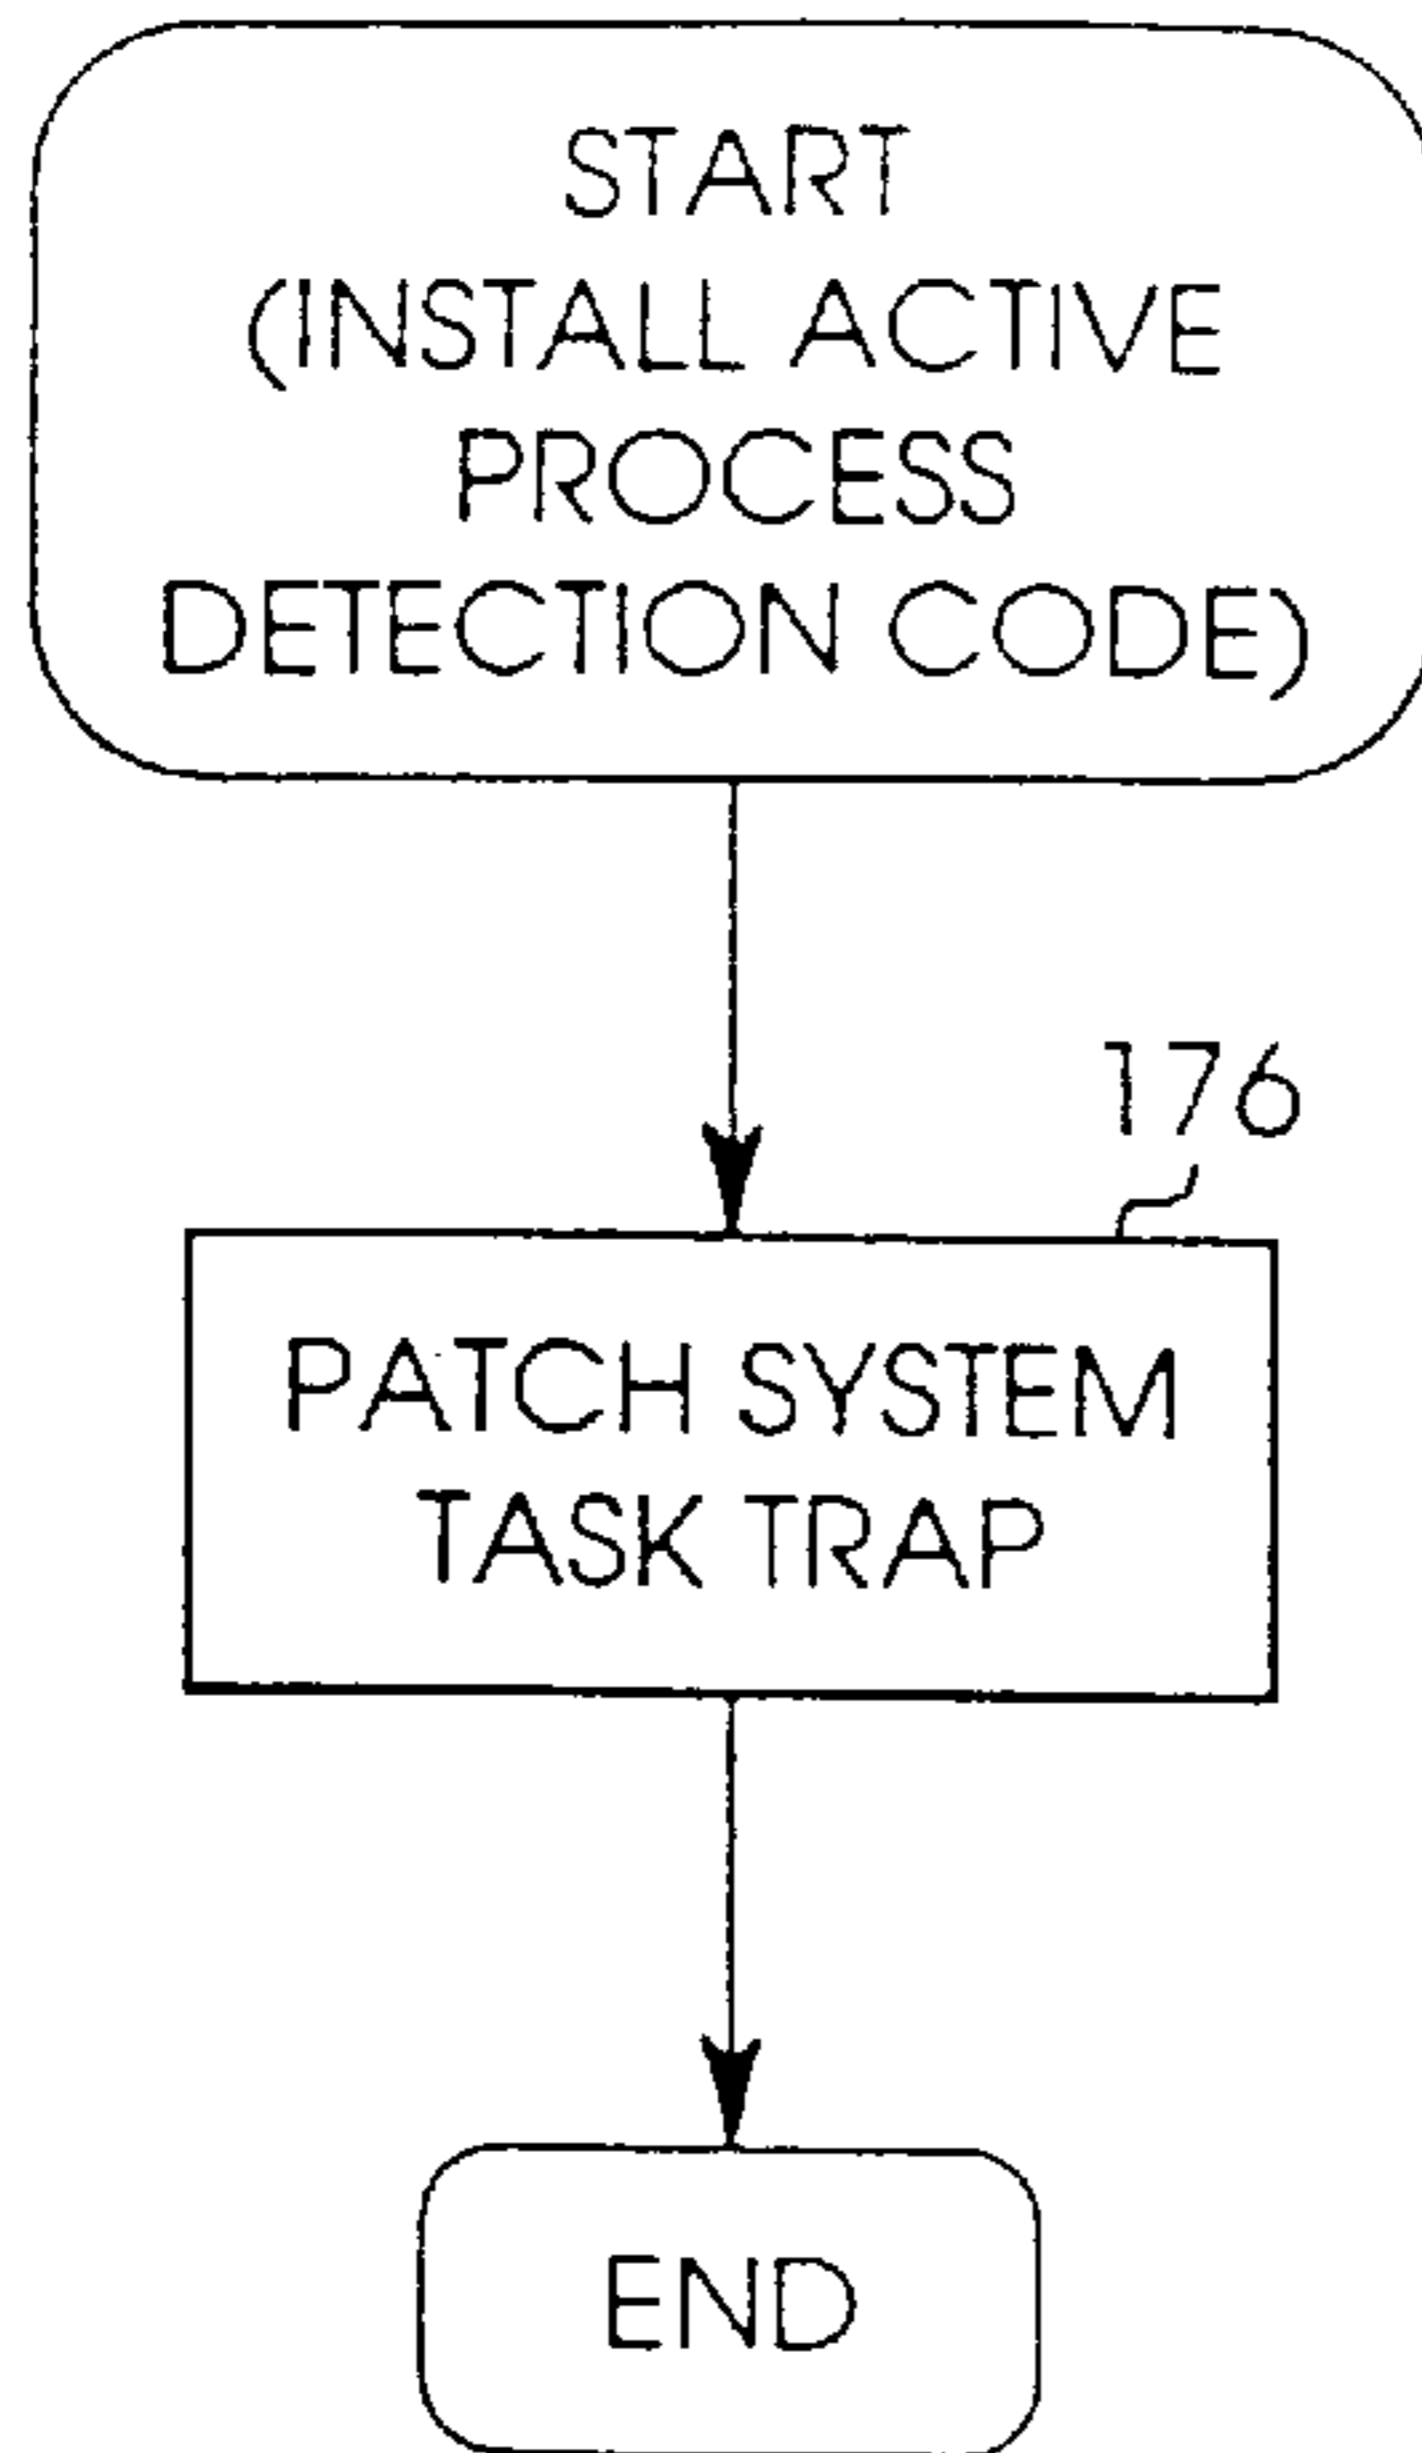 START
(INSTALL ACTIVE
PROCESS
DETECTION CODE)
176
PATCH SYSTEM
TASK TRAP
END